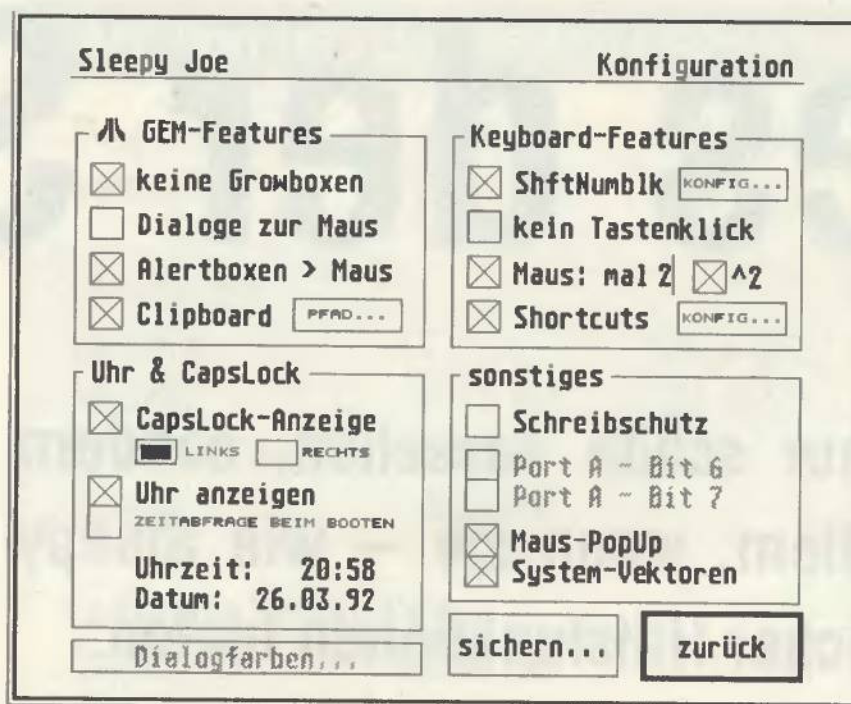 Sleepy Joe Konfiguration
GEM-Features
keine Growboxen
Dialoge zur Maus
Alertboxen > Maus
Clipboard PFAD...
Keyboard-Features
ShftNumblk KONFIG...
kein Tastenklick
Maus: mal 2 ^2
Shortcuts KONFIG...
Uhr & CapsLock
CapsLock-Anzeige
LINKS RECHTS
Uhr anzeigen
ZEITABFRAGE BEIM BOOTEN
Uhrzeit: 20:58
Datum: 26.03.92
Dialogfarben...
sonstiges
Schreibschutz
Port A - Bit 6
Port A ~ Bit 7
Maus-PopUp
System-Vektoren
sichern... zurück